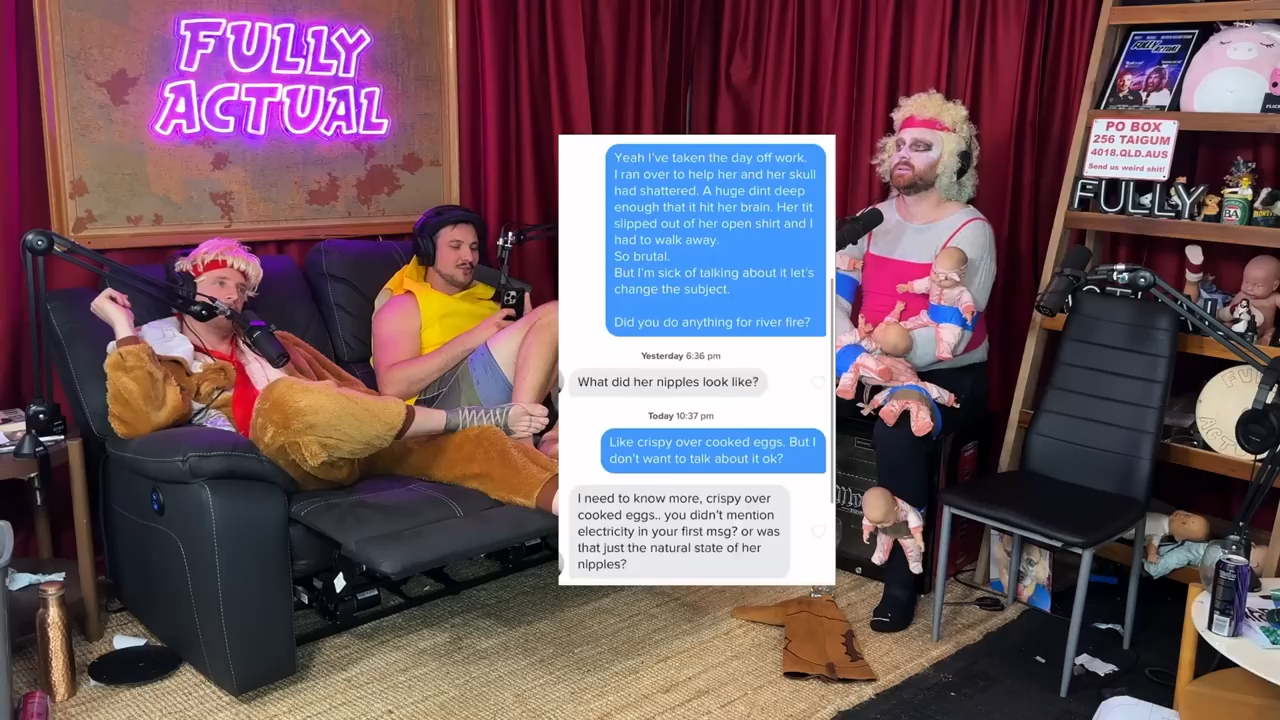 FULLY
ACTUAL
Yeah I've taken the day off work.
I ran over to help her and her skull
had shattered. A huge dint deep
enough that it hit her brain. Her tit
slipped out of her open shirt and I
had to walk away.
So brutal.
But I'm sick of talking about it let's
change the subject.
Did you do anything for river fire?
Yesterday 6:36 pm
What did her nipples look like?
Today 10:37 pm
Like crispy over cooked eggs. But I
don't want to talk about it ok?
I need to know more, crispy over
cooked eggs.. you didn't mention
electricity in your first msg? or was
that just the natural state of her
nipples?
FULLY
ACTUAL
PO BOX
256 TAIGUM
4018.QLD.AUS
Send us weird shit!
FULLY